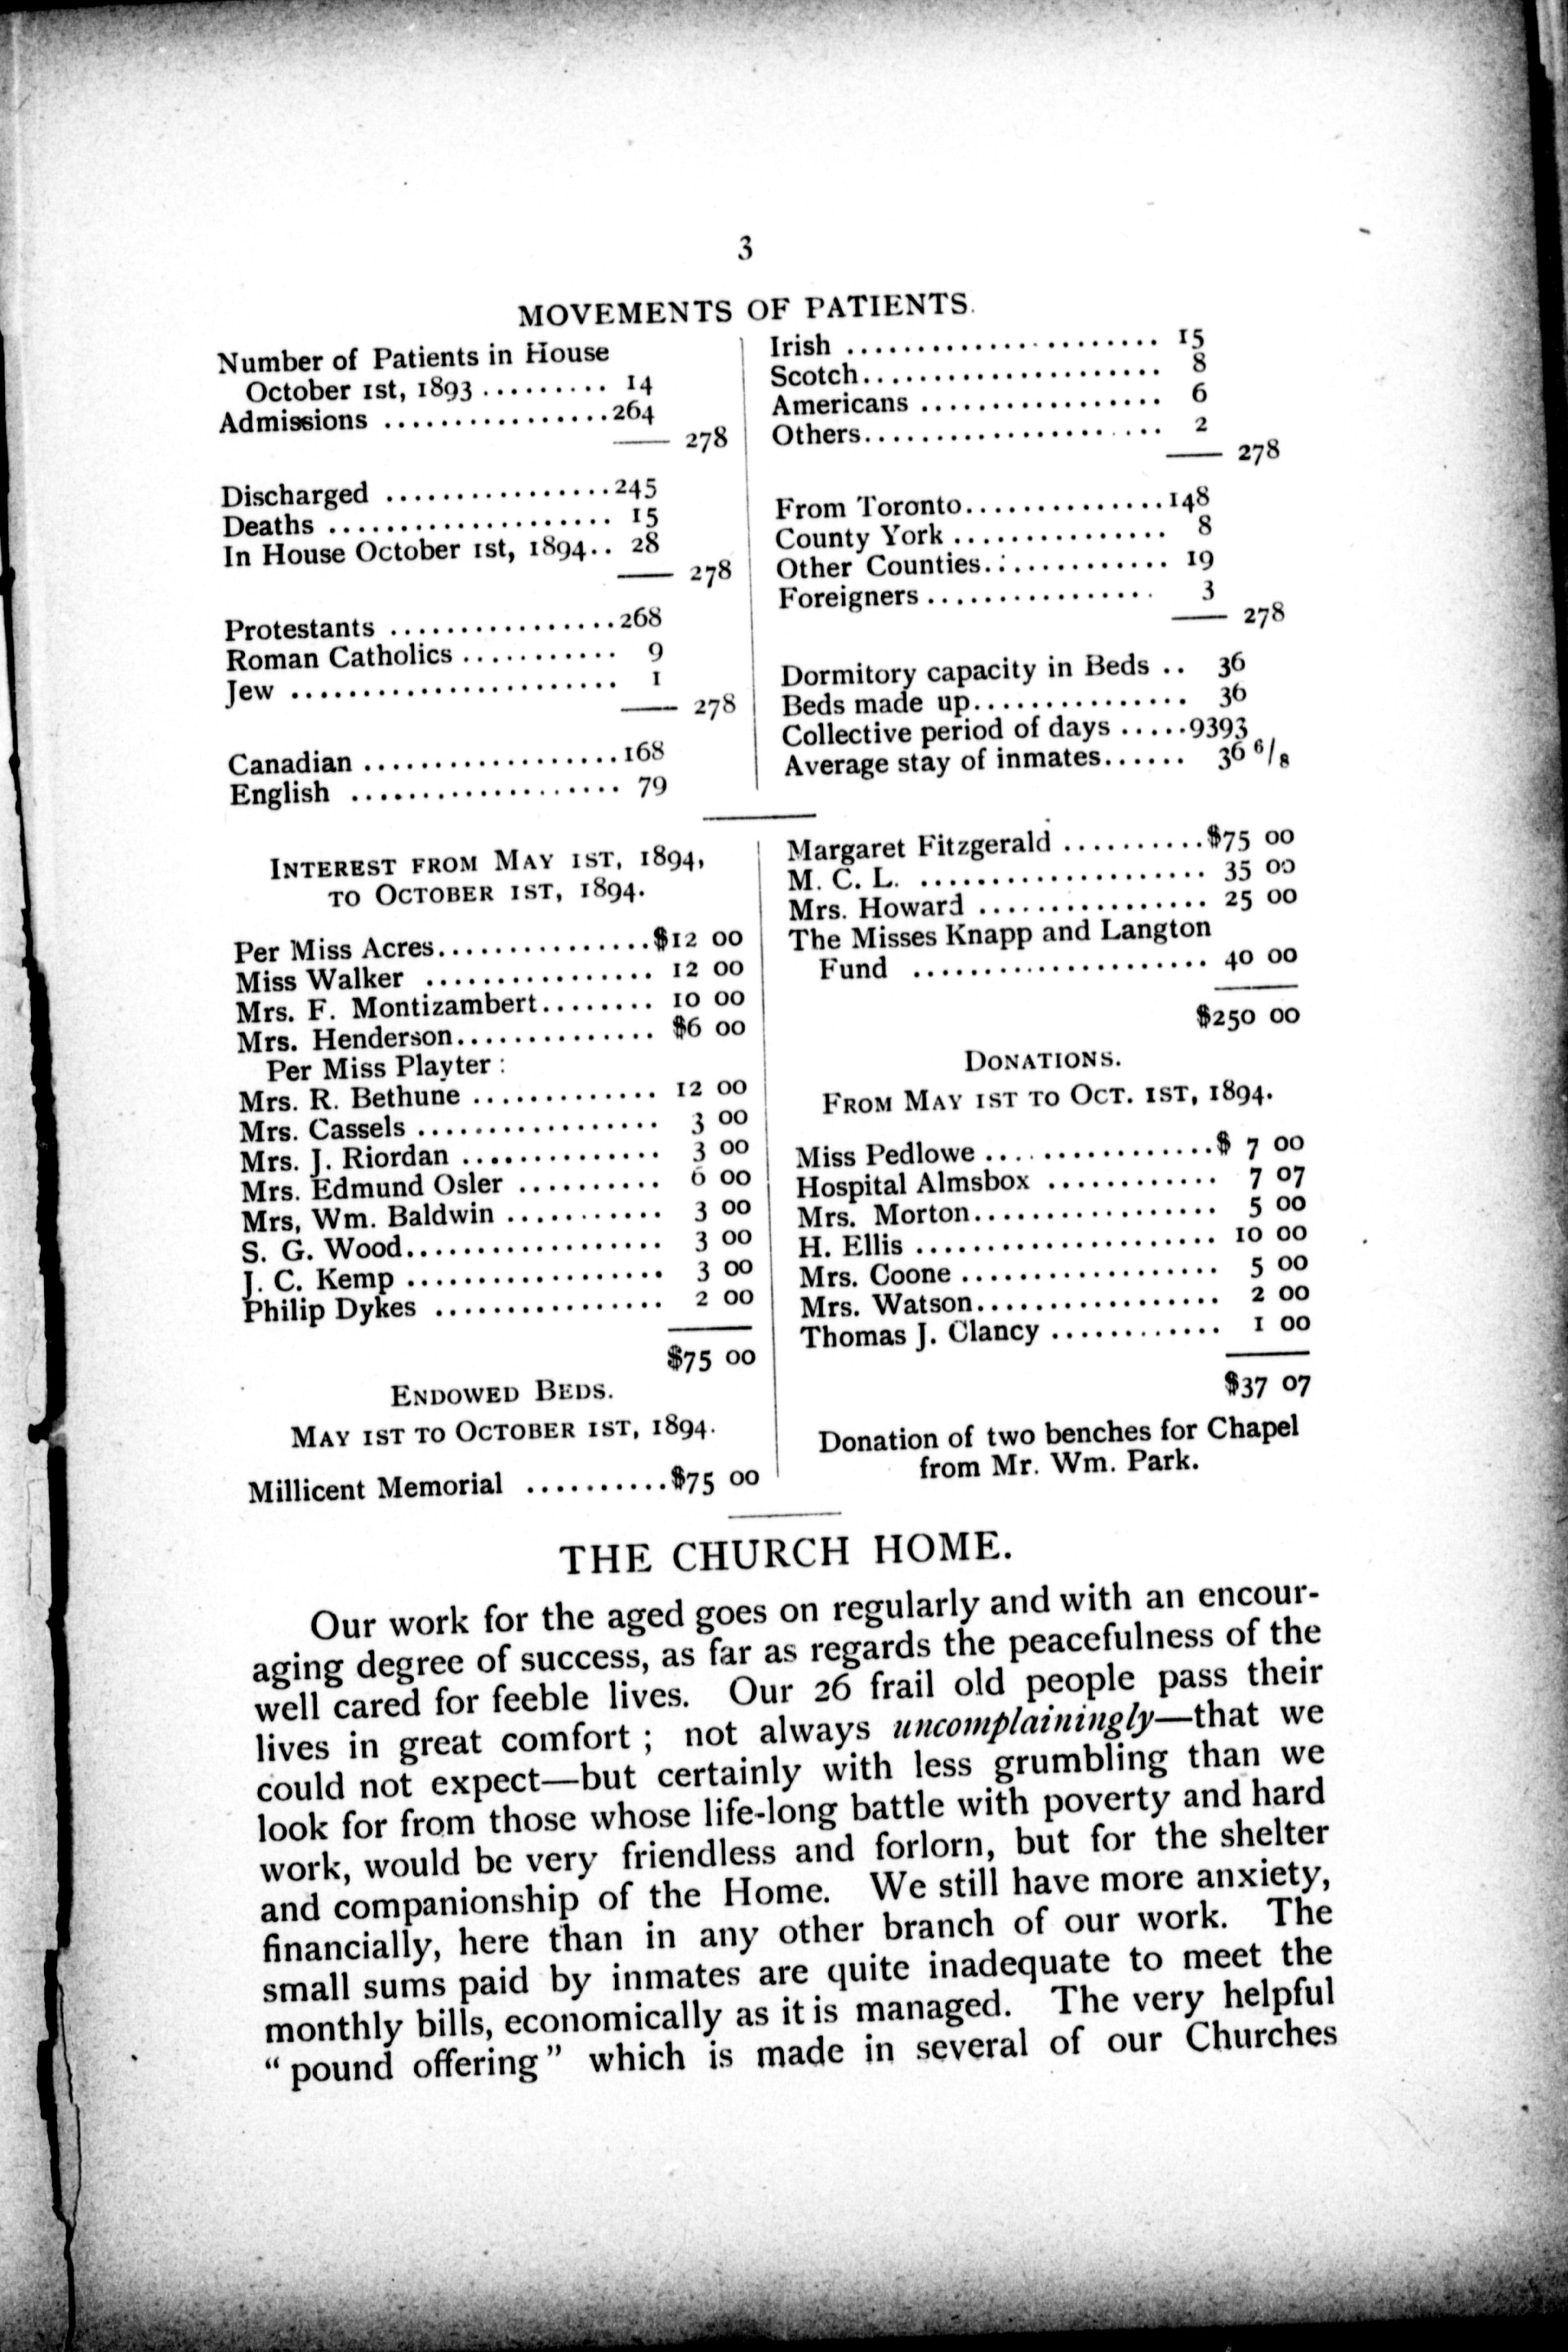 3
MOVEMENTS OF PATIENTS.
Number of Patients in House
October 1st, 1893 ......... 14
Admissions ................264
278
Discharged ................245
Deaths .................... 15
In House October 1st, 1894.. 28
278
Protestants ................268
Roman Catholics ........... 9
Jew ....................... 1
278
Canadian ..................168
English ................... 79
Irish ...................... 15
Scotch..................... 8
Americans ................. 6
Others..................... 2
278
From Toronto..............148
County York ............... 8
Other Counties............. 19
Foreigners ................ 3
278
Dormitory capacity in Beds .. 36
Beds made up............... 36
Collective period of days .....9393
Average stay of inmates...... 36 6/8
INTEREST FROM MAY 1ST, 1894,
TO OCTOBER 1ST, 1894.
Per Miss Acres...............$12 00
Miss Walker ................ 12 00
Mrs. F. Montizambert........ 10 00
Mrs. Henderson.............. $6 00
Per Miss Playter :
Mrs. R. Bethune ............. 12 00
Mrs. Cassels ................. 3 00
Mrs. J. Riordan .............. 3 00
Mrs. Edmund Osler .......... 6 00
Mrs, Wm. Baldwin ........... 3 00
S. G. Wood.................. 3 00
J. C. Kemp .................. 3 00
Philip Dykes ................ 2 00
$75 00
ENDOWED BEDS.
MAY 1ST TO OCTOBER 1ST, 1894.
Millicent Memorial ..........$75 00
Margaret Fitzgerald ..........$75 00
M. C. L. .................... 35 00
Mrs. Howard ................ 25 00
The Misses Knapp and Langton
Fund ..................... 40 00
$250 00
DONATIONS.
FROM MAY 1ST TO OCT. 1ST, 1894.
Miss Pedlowe ................$ 7 00
Hospital Almsbox ............ 7 07
Mrs. Morton................. 5 00
H. Ellis ..................... 10 00
Mrs. Coone .................. 5 00
Mrs. Watson................. 2 00
Thomas J. Clancy ............ 1 00
$37 07
Donation of two benches for Chapel
from Mr. Wm. Park.
THE CHURCH HOME.
Our work for the aged goes on regularly and with an encour-
aging degree of success, as far as regards the peacefulness of the
well cared for feeble lives. Our 26 frail old people pass their
lives in great comfort ; not always uncomplainingly—that we
could not expect—but certainly with less grumbling than we
look for from those whose life-long battle with poverty and hard
work, would be very friendless and forlorn, but for the shelter
and companionship of the Home. We still have more anxiety,
financially, here than in any other branch of our work. The
small sums paid by inmates are quite inadequate to meet the
monthly bills, economically as it is managed. The very helpful
“ pound offering ” which is made in several of our Churches